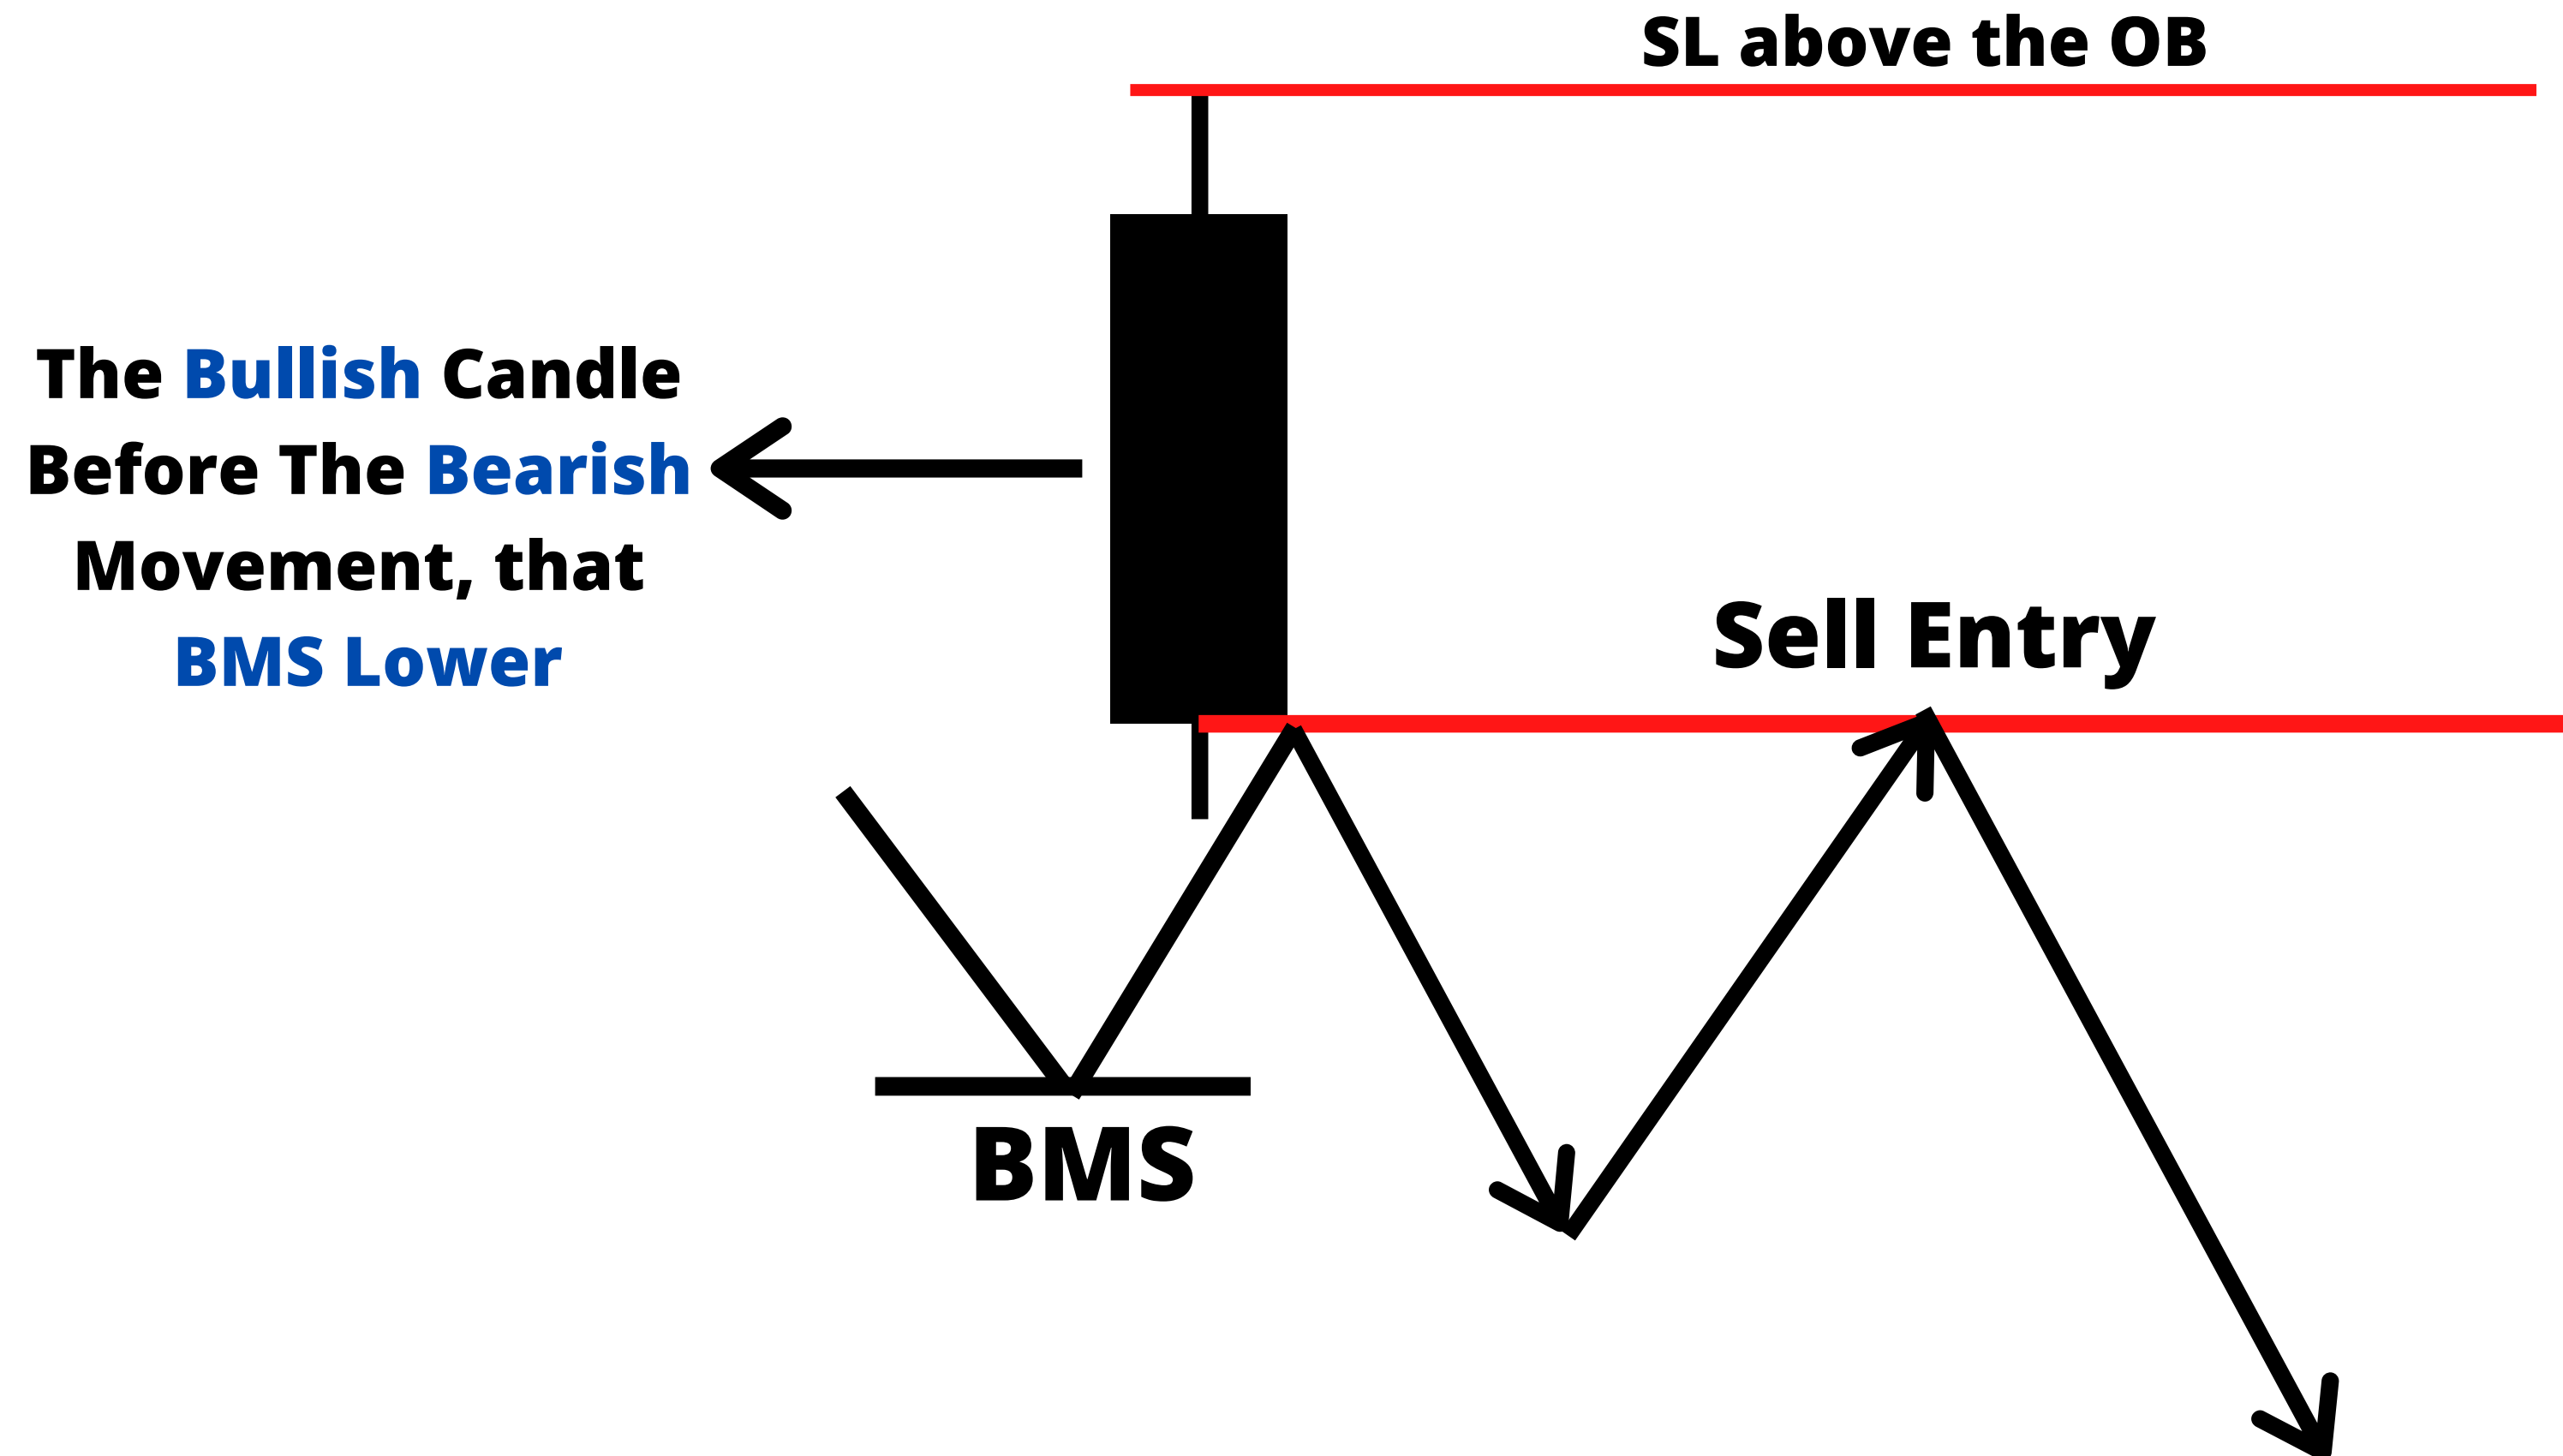 SL above the OB
The Bullish Candle
Before The Bearish
Movement, that
BMS Lower
Sell Entry
BMS